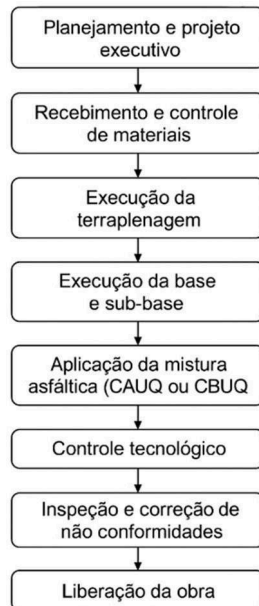 Planejamento e projeto
executivo
Recebimento e controle
de materiais
Execução da
terraplenagem
Execução da base
e sub-base
Aplicação da mistura
asfáltica (CAUQ ou CBUQ
Controle tecnológico
Inspeção e correção de
não conformidades
Liberação da obra